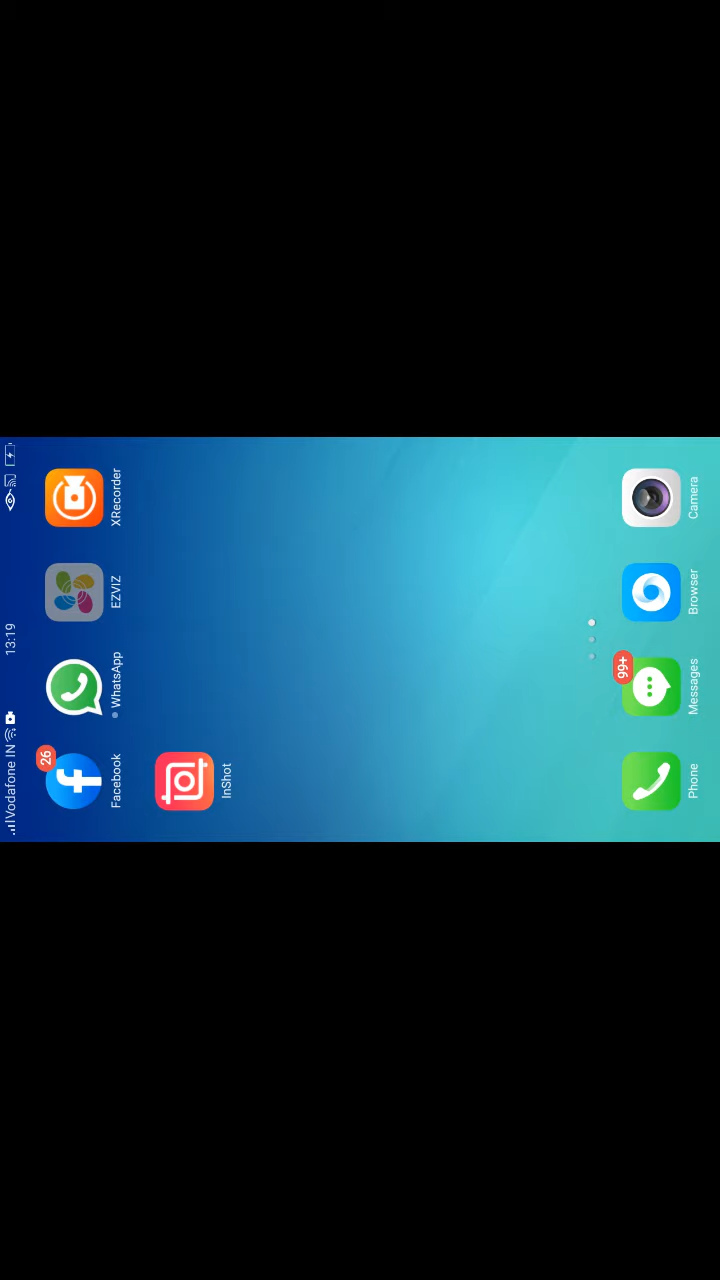 Vodafone IN 13:19
26
Facebook WhatsApp EZVIZ XRecorder
InShot
99+
Phone Messages Browser Camera